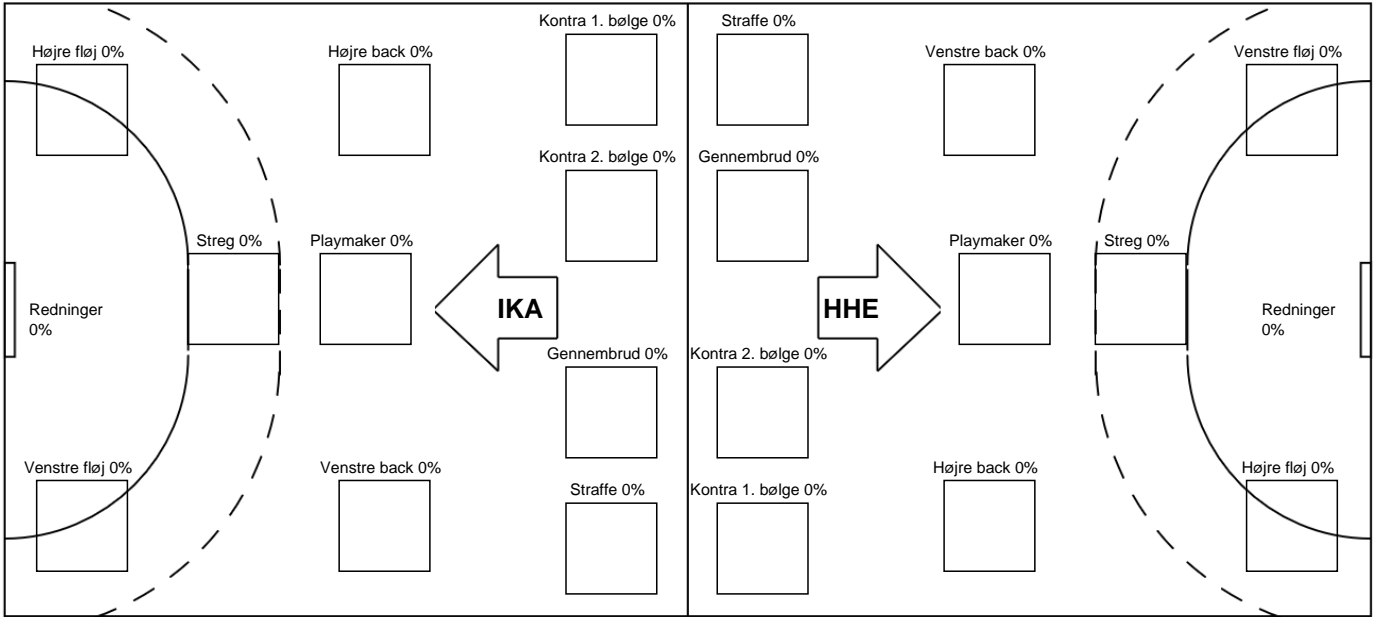 Kontra 1. bølge 0%
Straffe 0%
Højre fløj 0%
Højre back 0%
Venstre back 0%
Venstre fløj 0%
Kontra 2. bølge 0%
Gennembrud 0%
Streg 0%
Playmaker 0%
Playmaker 0%
Streg 0%
Redninger
0%
IKA
HHE
Redninger
0%
Gennembrud 0%
Kontra 2. bølge 0%
Venstre fløj 0%
Venstre back 0%
Straffe 0%
Kontra 1. bølge 0%
Højre back 0%
Højre fløj 0%